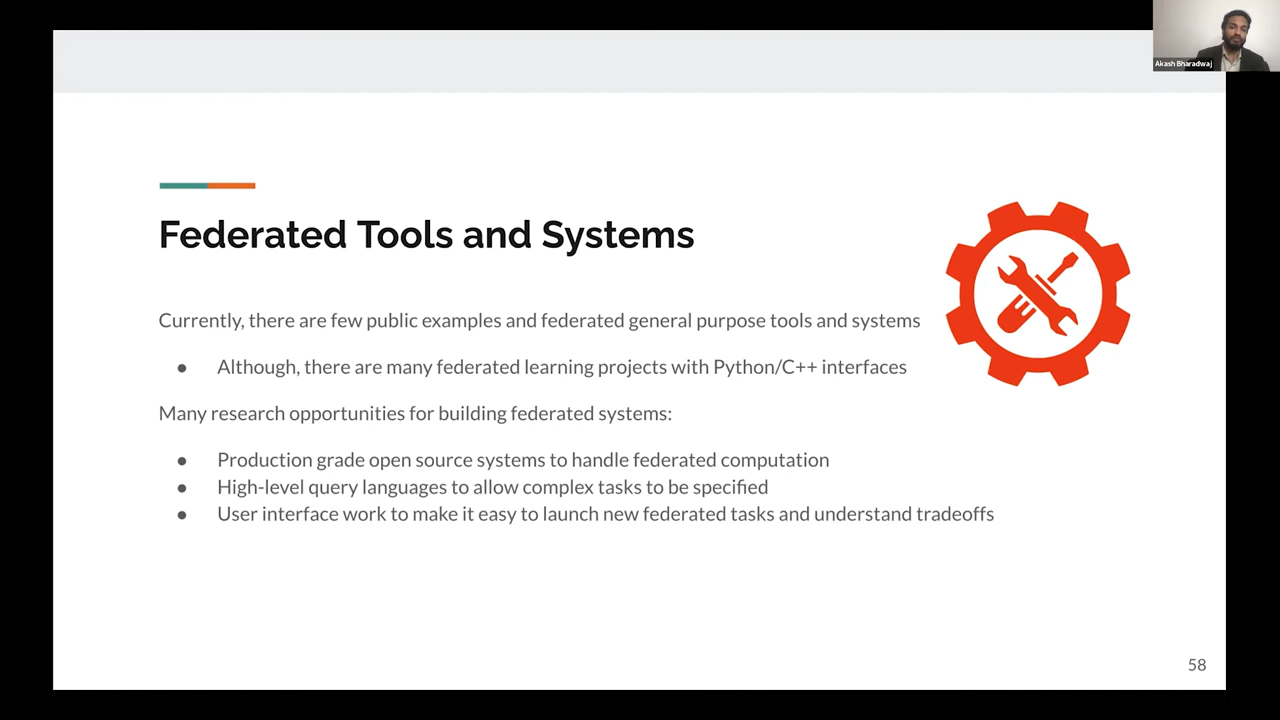 Akash Bharadwaj
Federated Tools and Systems
Currently, there are few public examples and federated general purpose tools and systems
● Although, there are many federated learning projects with Python/C++ interfaces
Many research opportunities for building federated systems:
● Production grade open source systems to handle federated computation
● High-level query languages to allow complex tasks to be specified
● User interface work to make it easy to launch new federated tasks and understand tradeoffs
58